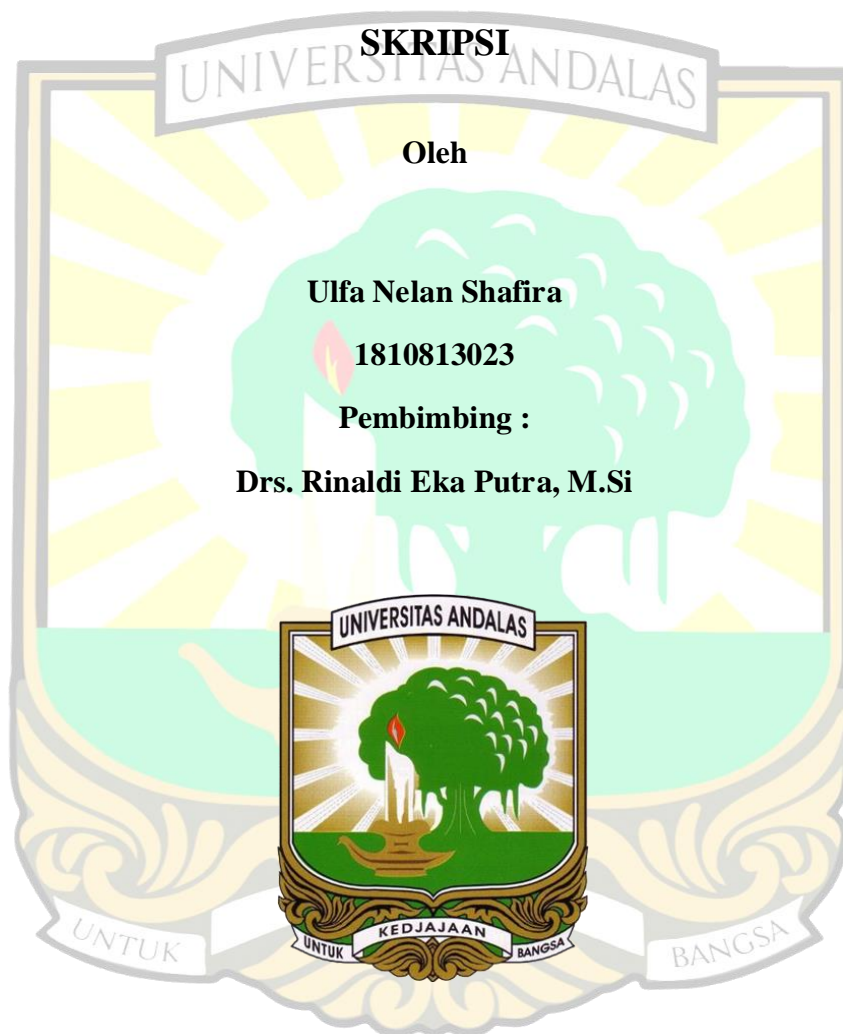 SKRIPSI
UNIVERSITAS ANDALAS
Oleh
Ulfa Nelan Shafira
1810813023
Pembimbing :
Drs. Rinaldi Eka Putra, M.Si
UNIVERSITAS ANDALAS
KEDJAJAAN
UNTUK BANGSA
UNTUK BANGSA